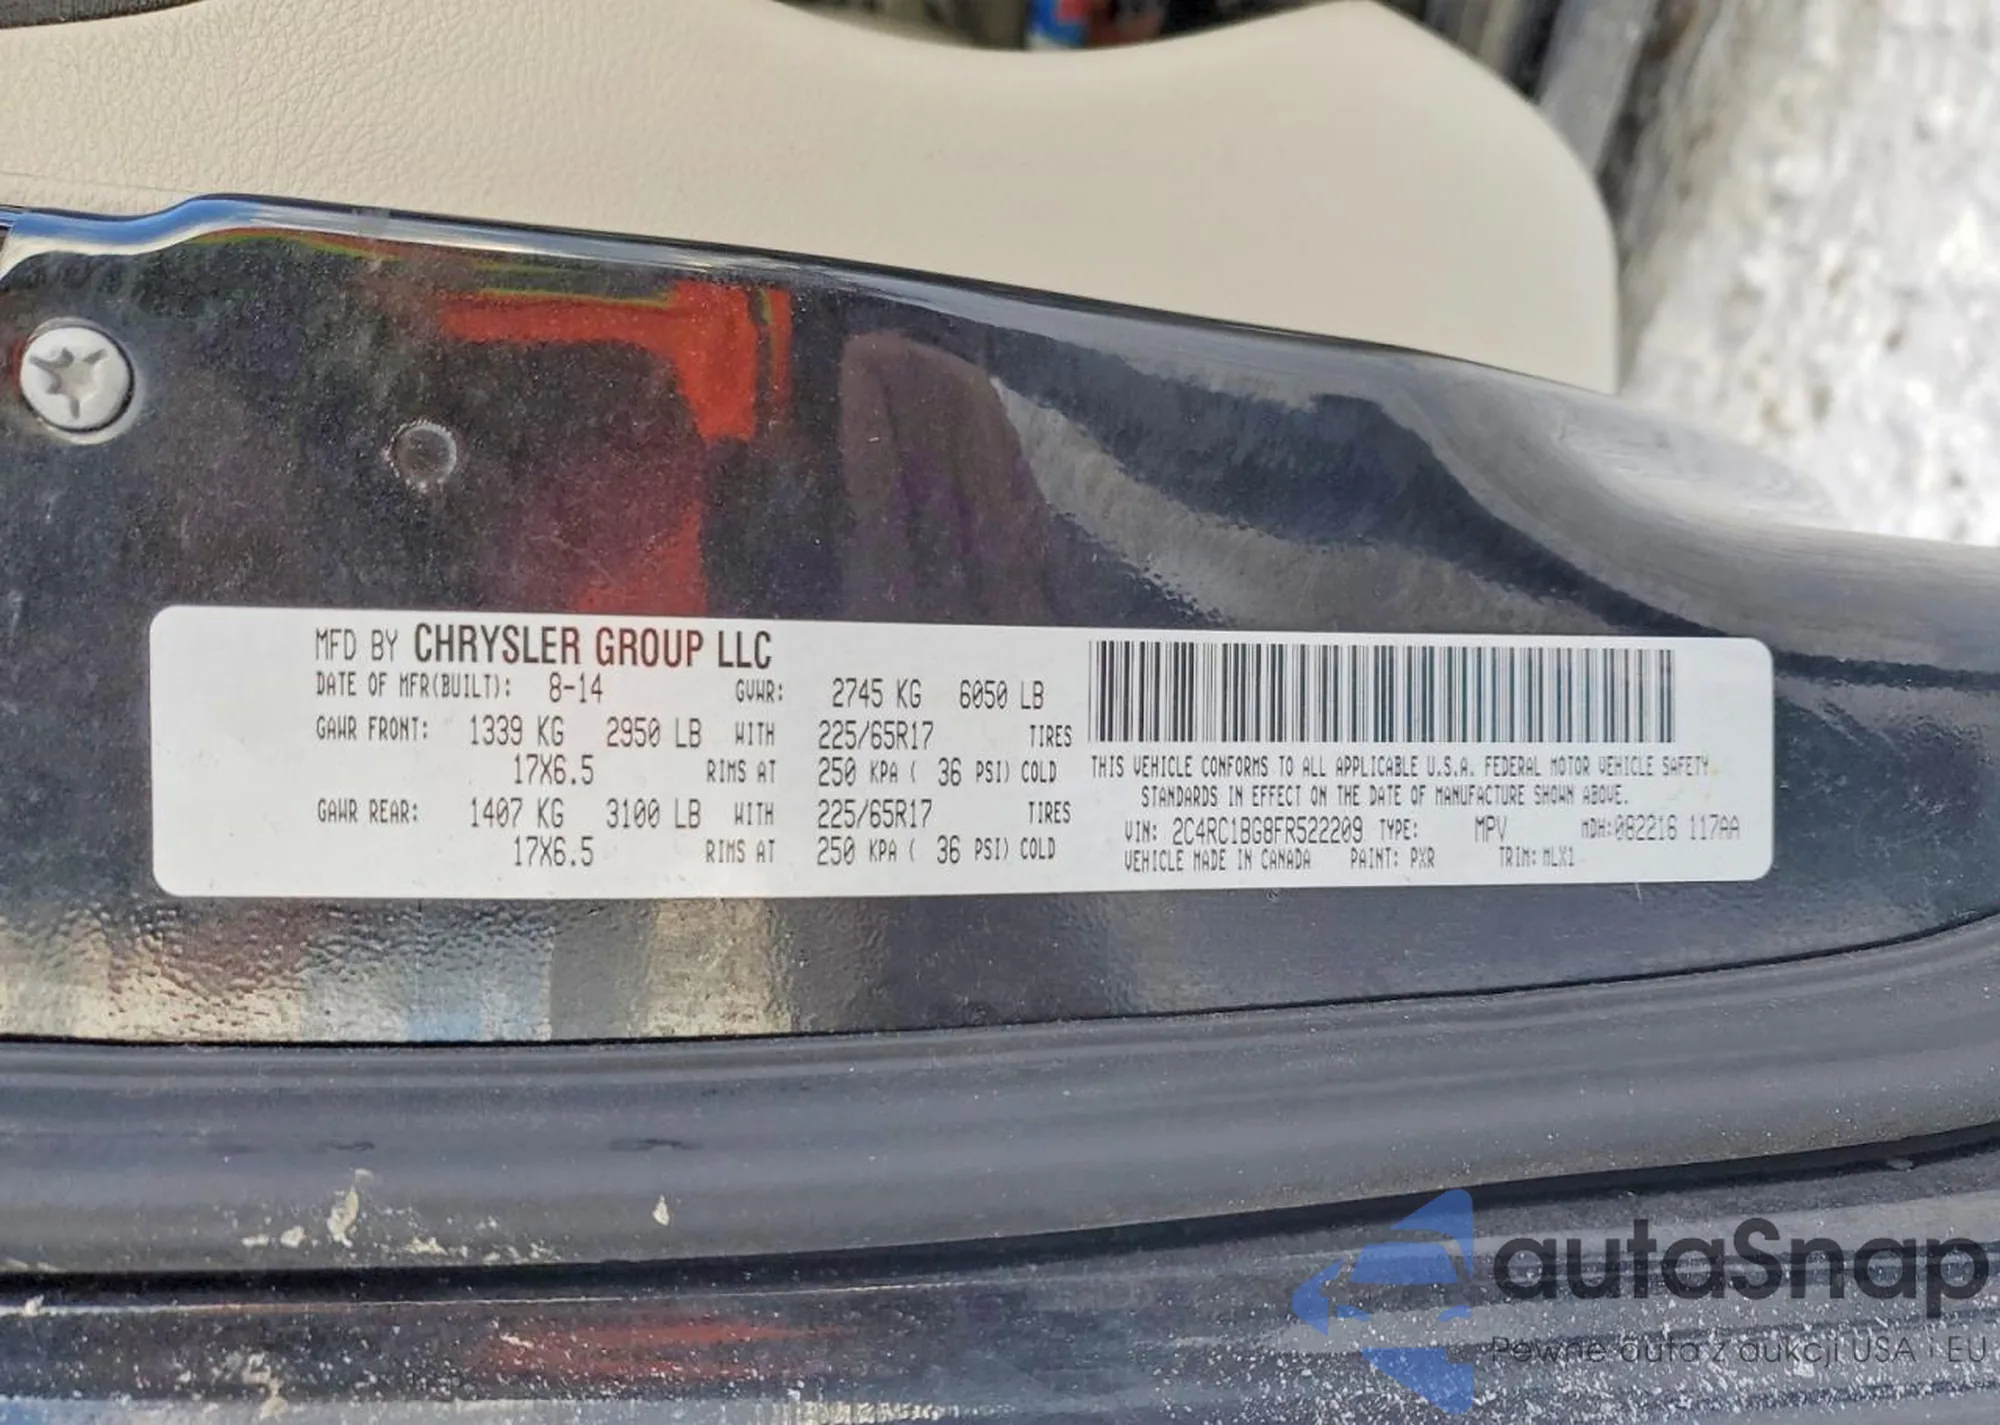 MFD BY CHRYSLER GROUP LLC
DATE OF MFR(BUILT): 8-14 GVWR: 2745 KG 6050 LB
GAWR FRONT: 1339 KG 2950 LB WITH 225/65R17 TIRES
17X6.5 RIMS AT 250 KPA ( 36 PSI) COLD
GAWR REAR: 1407 KG 3100 LB WITH 225/65R17 TIRES
17X6.5 RIMS AT 250 KPA ( 36 PSI) COLD
THIS VEHICLE CONFORMS TO ALL APPLICABLE U.S.A. FEDERAL MOTOR VEHICLE SAFETY
STANDARDS IN EFFECT ON THE DATE OF MANUFACTURE SHOWN ABOVE.
VIN: 2C4RC1BG8FR522209 TYPE: MPV MDH:082216 117AA
VEHICLE MADE IN CANADA PAINT: PXR TRIM: MLX1
autaSnap
Pewne auta z aukcji USA i EU